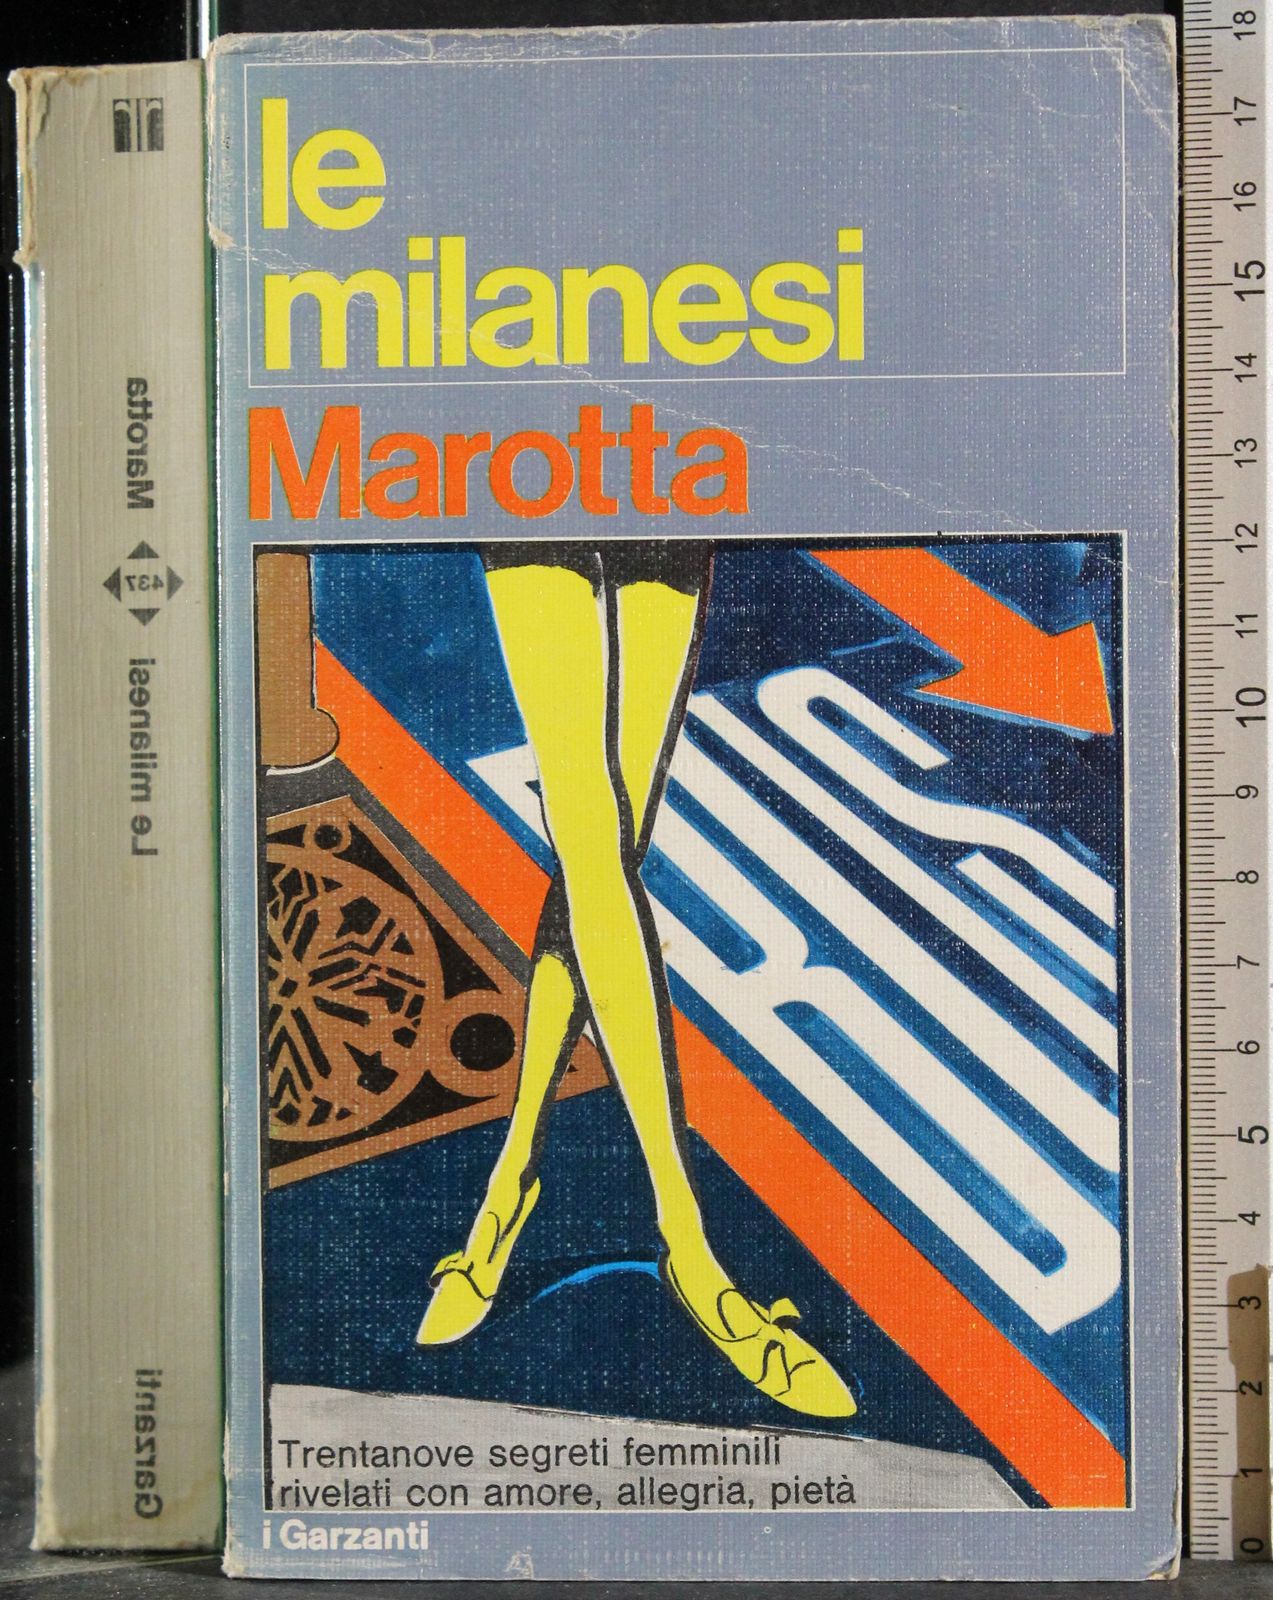 le
milanesi
Marotta
BUS
Trentanove segreti femminili
rivelati con amore, allegria, pietà
i Garzanti
Marotta
437
Le milanesi
Garzanti
18
17
16
15
14
13
12
11
10
9
8
7
6
5
4
3
2
1
0